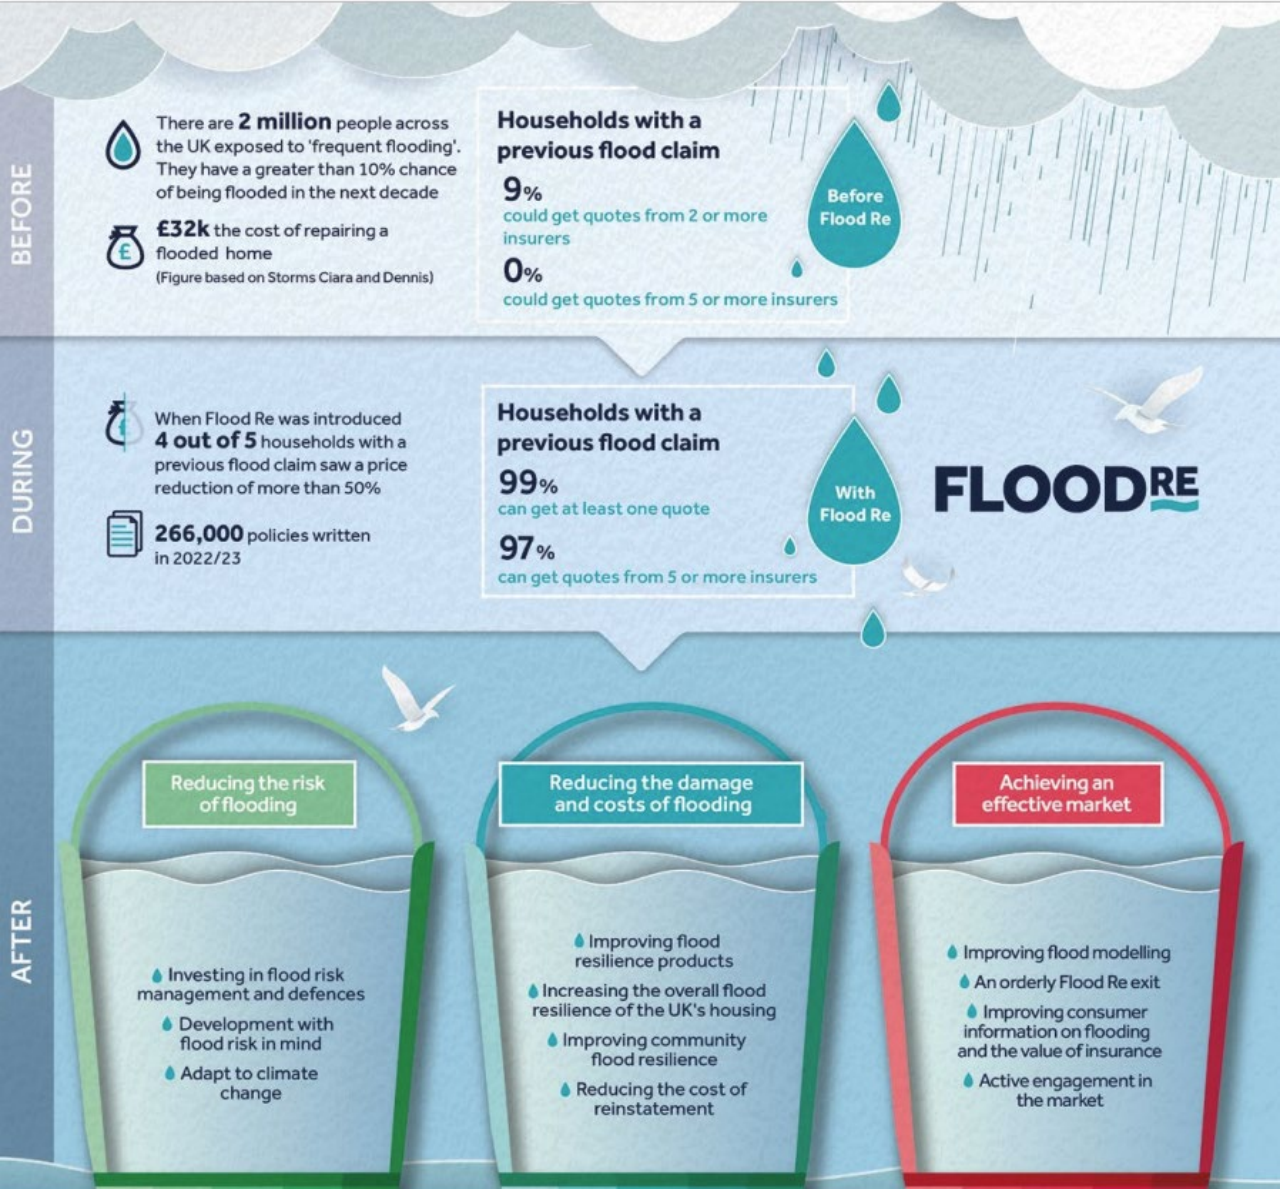 BEFORE
There are 2 million people across
the UK exposed to 'frequent flooding'.
They have a greater than 10% chance
of being flooded in the next decade
£
£32k the cost of repairing a
flooded home
(Figure based on Storms Ciara and Dennis)
Households with a
previous flood claim
9%
could get quotes from 2 or more
insurers
0%
could get quotes from 5 or more insurers
Before
Flood Re
DURING
£
When Flood Re was introduced
4 out of 5 households with a
previous flood claim saw a price
reduction of more than 50%
266,000 policies written
in 2022/23
Households with a
previous flood claim
99%
can get at least one quote
97%
can get quotes from 5 or more insurers
With
Flood Re
FLOODRE
AFTER
Reducing the risk
of flooding
Investing in flood risk
management and defences
Development with
flood risk in mind
Adapt to climate
change
Reducing the damage
and costs of flooding
Improving flood
resilience products
Increasing the overall flood
resilience of the UK's housing
Improving community
flood resilience
Reducing the cost of
reinstatement
Achieving an
effective market
Improving flood modelling
An orderly Flood Re exit
Improving consumer
information on flooding
and the value of insurance
Active engagement in
the market